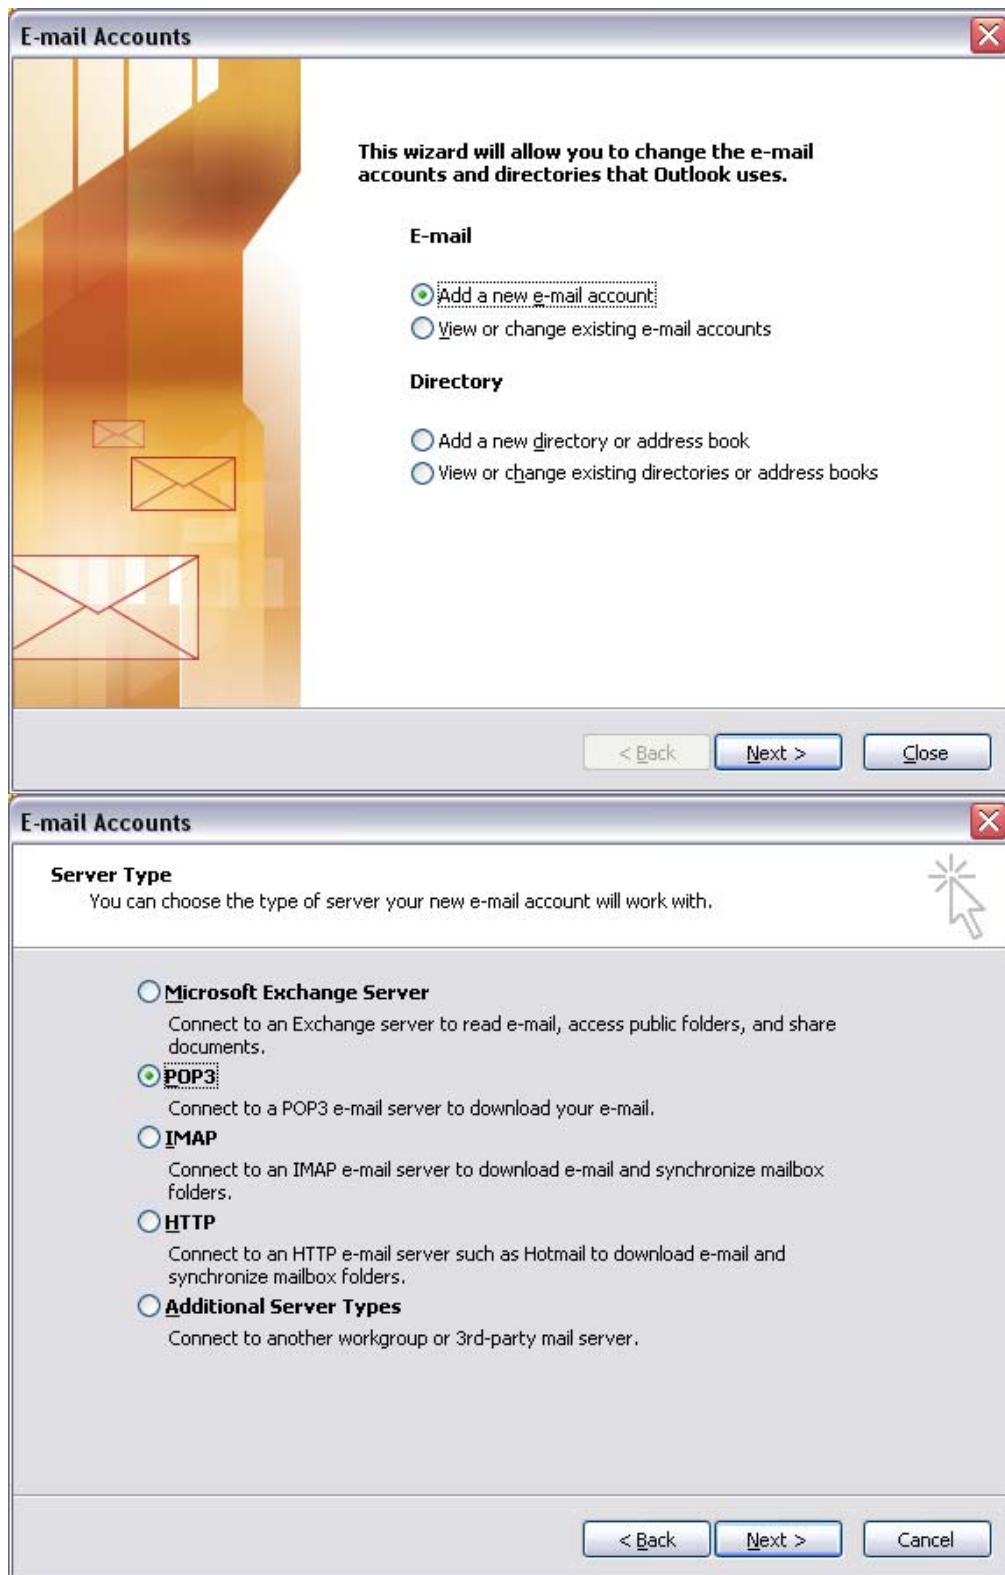 E-mail Accounts
This wizard will allow you to change the e-mail
accounts and directories that Outlook uses.
E-mail
Add a new e-mail account
View or change existing e-mail accounts
Directory
Add a new directory or address book
View or change existing directories or address books
< Back
Next >
Close
E-mail Accounts
Server Type
You can choose the type of server your new e-mail account will work with.
Microsoft Exchange Server
Connect to an Exchange server to read e-mail, access public folders, and share
documents.
POP3
Connect to a POP3 e-mail server to download your e-mail.
IMAP
Connect to an IMAP e-mail server to download e-mail and synchronize mailbox
folders.
HTTP
Connect to an HTTP e-mail server such as Hotmail to download e-mail and
synchronize mailbox folders.
Additional Server Types
Connect to another workgroup or 3rd-party mail server.
< Back
Next >
Cancel